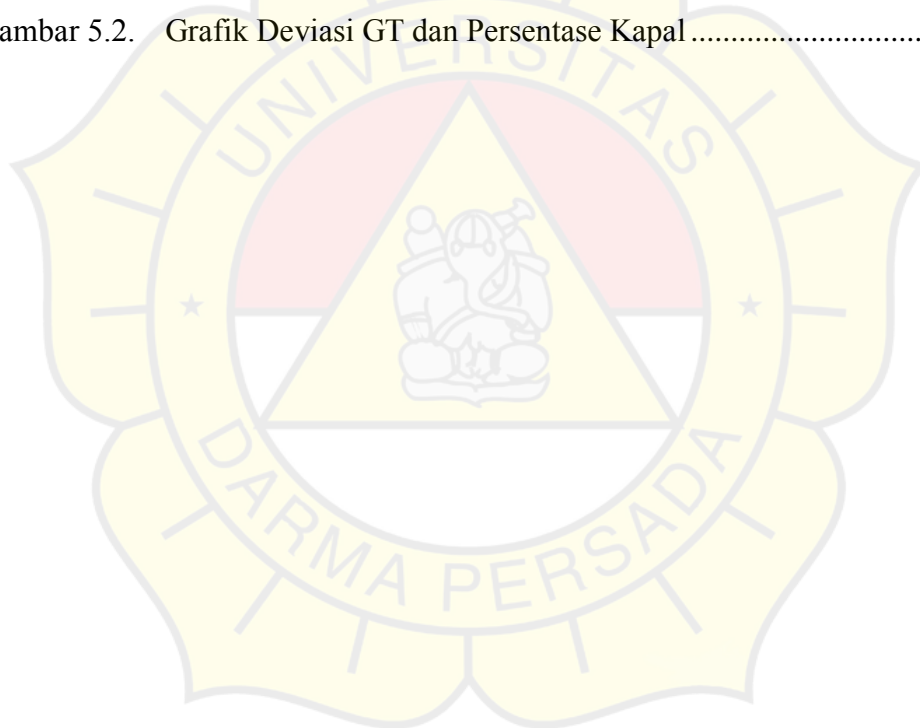 ambar 5.2. Grafik Deviasi GT dan Persentase Kapal ..............................
UNIVERSITAS
DARMA PERSADA